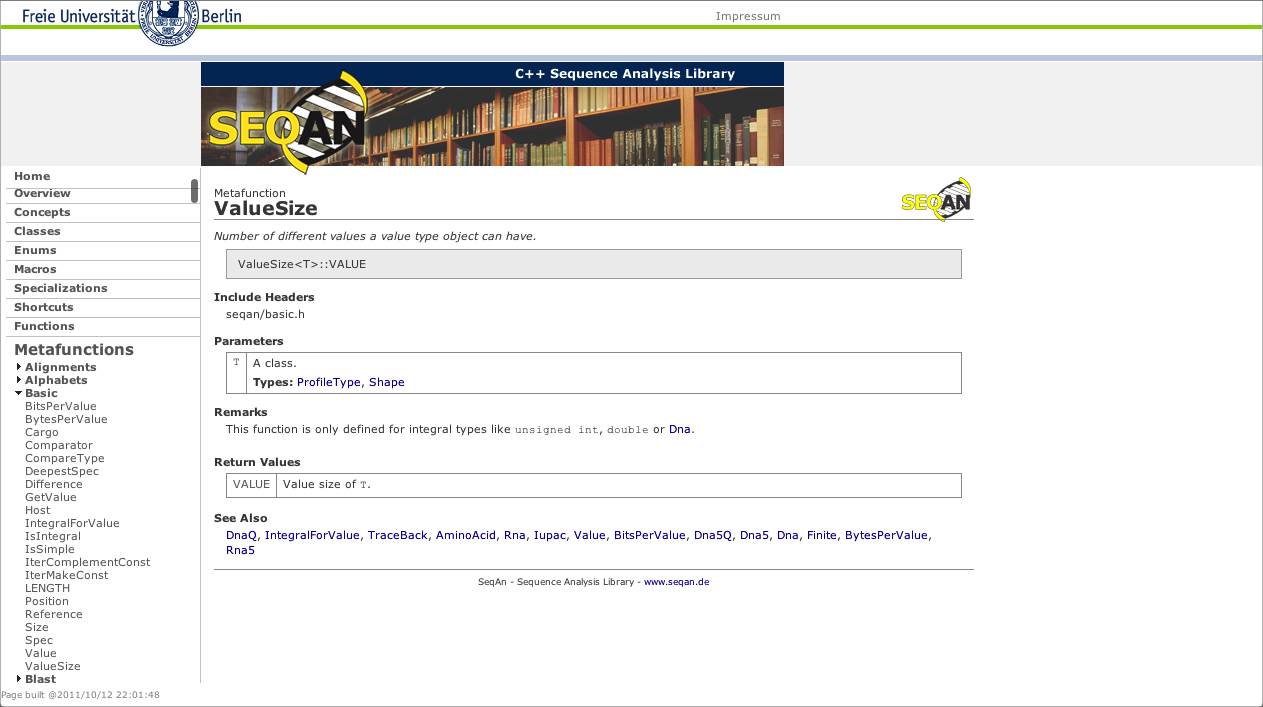 Freie Universität Berlin
Impressum
C++ Sequence Analysis Library
SEQAN
Home
Overview
Concepts
Classes
Enums
Macros
Specializations
Shortcuts
Functions
Metafunctions
Alignments
Alphabets
Basic
BitsPerValue
BytesPerValue
Cargo
Comparator
CompareType
DeepestSpec
Difference
GetValue
Host
IntegralForValue
IsIntegral
IsSimple
IterComplementConst
IterMakeConst
LENGTH
Position
Reference
Size
Spec
Value
ValueSize
Blast
Page built @2011/10/12 22:01:48
Metafunction
ValueSize
SEQAN
Number of different values a value type object can have.
ValueSize<T>::VALUE
Include Headers
seqan/basic.h
Parameters
T A class.
Types: ProfileType, Shape
Remarks
This function is only defined for integral types like unsigned int, double or Dna.
Return Values
VALUE Value size of T.
See Also
DnaQ, IntegralForValue, TraceBack, AminoAcid, Rna, Iupac, Value, BitsPerValue, Dna5Q, Dna5, Dna, Finite, BytesPerValue,
Rna5
SeqAn - Sequence Analysis Library - www.seqan.de